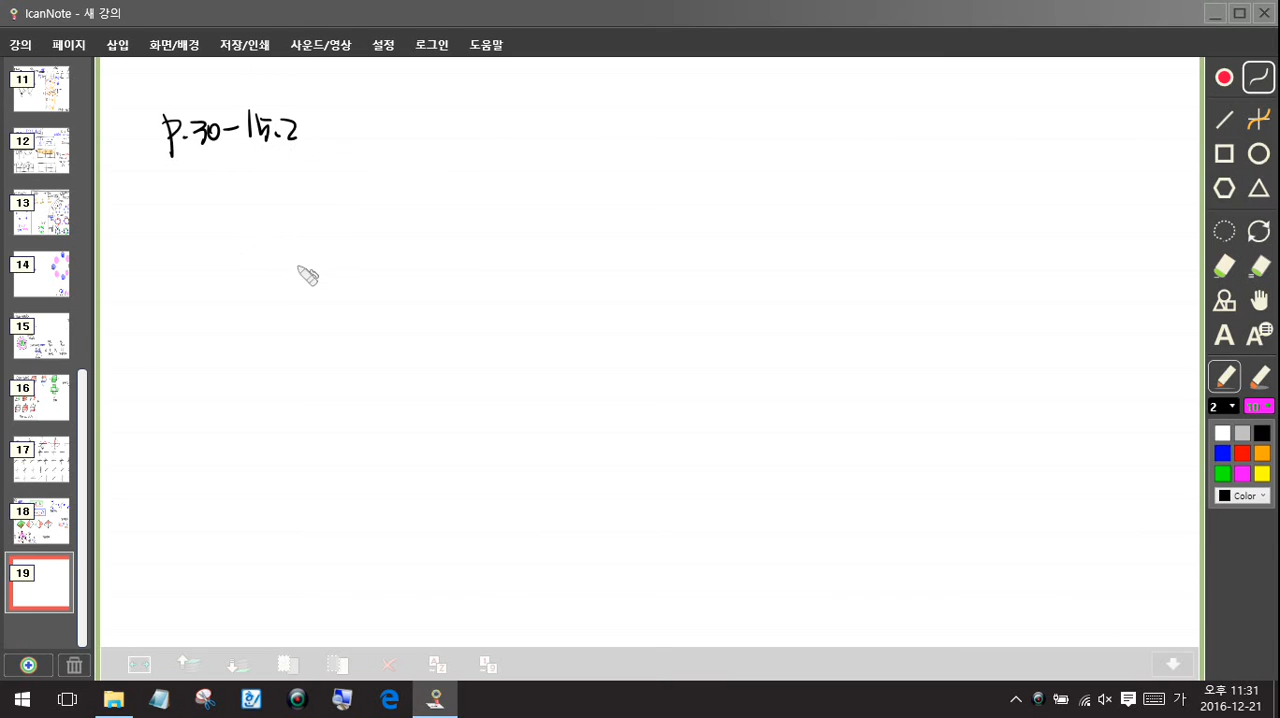 IcanNote - 새 강의
강의 페이지 삽입 화면/배경 저장/인쇄 사운드/영상 설정 로그인 도움말
11
12
13
14
15
16
17
18
19
p.30-15.2
2
10
Color
가
오후 11:31
2016-12-21